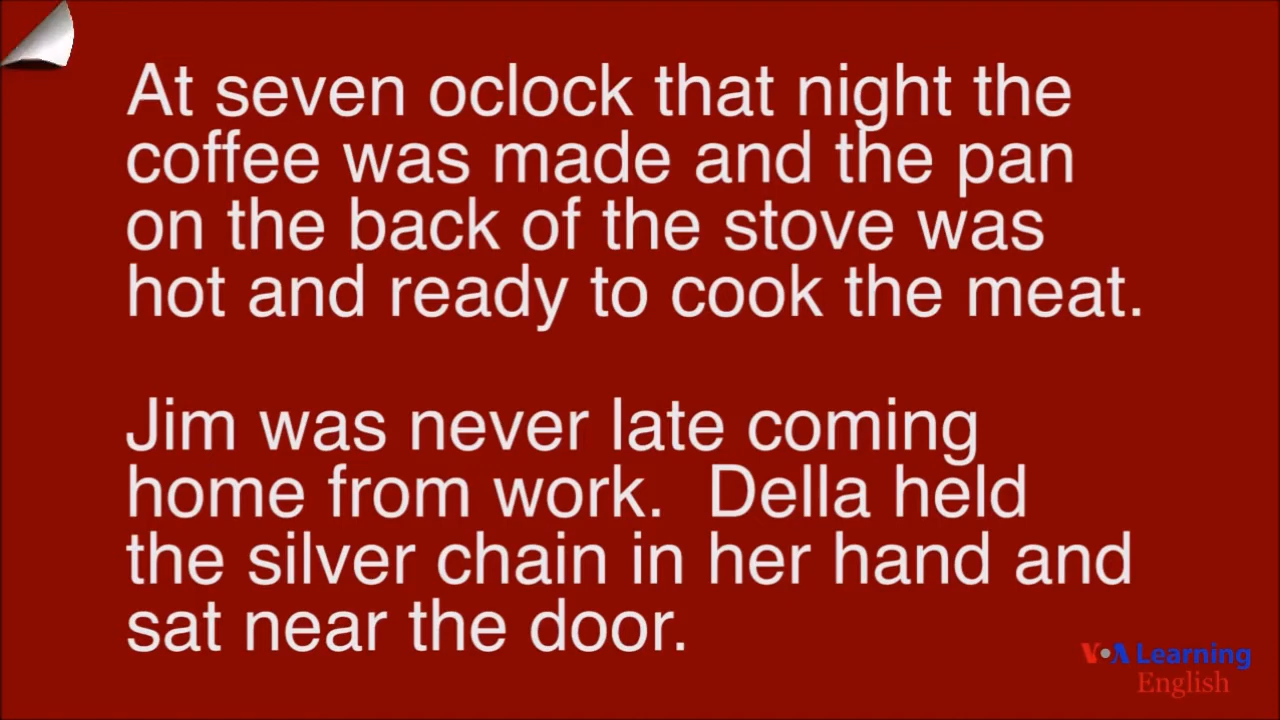 At seven oclock that night the
coffee was made and the pan
on the back of the stove was
hot and ready to cook the meat.
Jim was never late coming
home from work.  Della held
the silver chain in her hand and
sat near the door.
VOA Learning
English